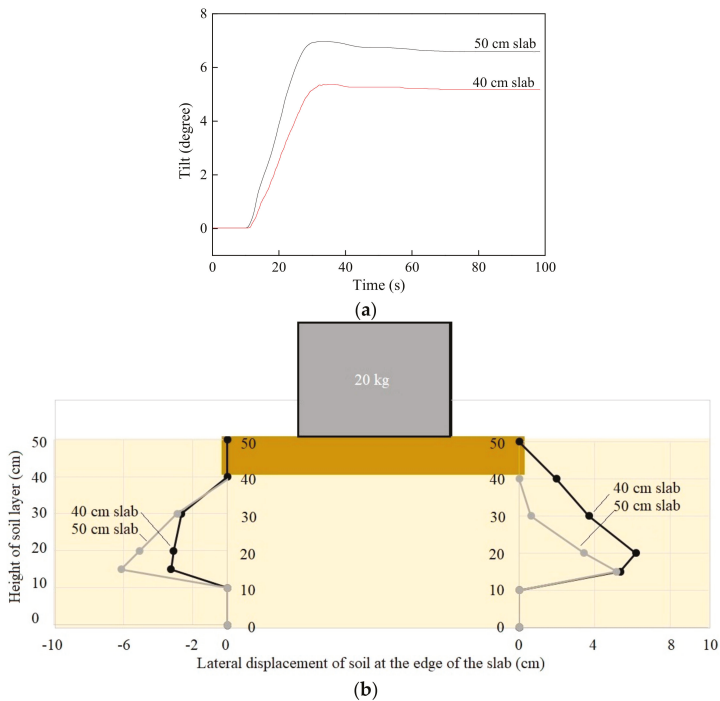 8
6
4
2
0
Tilt (degree)
50 cm slab
40 cm slab
0 20 40 60 80 100
Time (s)
(a)
20 kg
50 50 50
40 40 40
30 30 30
20 20 20
10 10 10
0 0 0
Height of soil layer (cm)
40 cm slab
50 cm slab
40 cm slab
50 cm slab
-10 -6 -2 0 0 4 8 10
Lateral displacement of soil at the edge of the slab (cm)
(b)